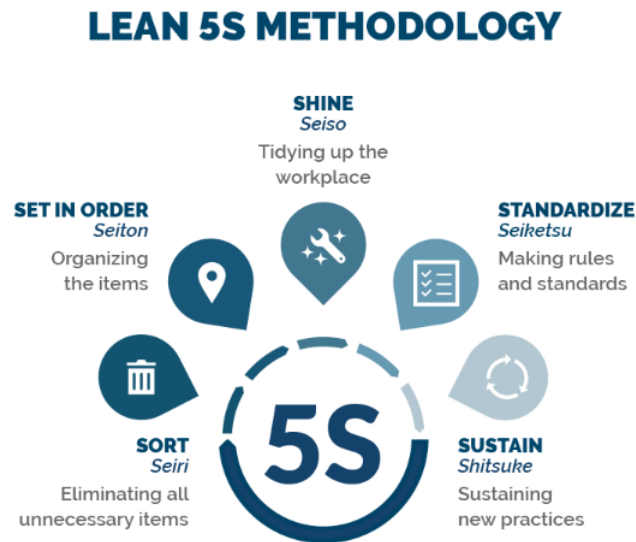 LEAN 5S METHODOLOGY
SHINE
Seiso
Tidying up the
workplace
SET IN ORDER
Seiton
Organizing
the items
STANDARDIZE
Seiketsu
Making rules
and standards
SORT
Seiri
Eliminating all
unnecessary items
5S
SUSTAIN
Shitsuke
Sustaining
new practices